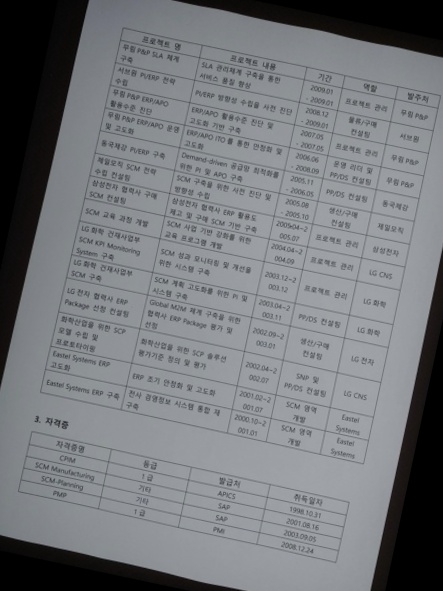 프로젝트 명 프로젝트 내용 기간 역할 발주처
무림 P&P SLA 체계 구축 SLA 관리체계 구축을 통한 서비스 품질 향상 2009.01 - 2009.01 프로젝트 관리 무림 P&P
서브원 PI/ERP 전략 수립 PI/ERP 방향성 수립을 사전 진단 2008.12 - 2009.01 물류/구매 컨설팅 서브원
무림 P&P ERP/APO 활용수준 진단 ERP/APO 활용수준 진단 및 고도화 기반 구축 2007.05 - 2007.05 프로젝트 관리 무림 P&P
무림 P&P ERP/APO 운영 및 고도화 ERP/APO ITO를 통한 안정화 및 고도화 2006.06 - 2008.09 운영 리더 및 PP/DS 컨설팅 무림 P&P
동국제강 PI/ERP 구축 Demand-driven 공급망 최적화를 위한 PI 및 APO 구축 2005.11 - 2006.05 PP/DS 컨설팅 동국제강
제일모직 SCM 전략 수립 컨설팅 SCM 구축을 위한 사전 진단 및 방향성 수립 2005.08 - 2005.10 생산/구매 컨설팅 제일모직
삼성전자 협력사 구매 SCM 컨설팅 삼성전자 협력사 ERP 활용도 제고 및 구매 SCM 기반 구축 2005.04~2005.07 프로젝트 관리 삼성전자
SCM 교육 과정 개발 SCM 사업 기반 강화를 위한 교육 프로그램 개발 2004.04~2004.09 프로젝트 관리 LG CNS
LG 화학 건재사업부 SCM KPI Monitoring System 구축 SCM 성과 모니터링 및 개선을 위한 시스템 구축 2003.12~2003.12 프로젝트 관리 LG 화학
LG 화학 건재사업부 SCM 구축 SCM 계획 고도화를 위한 PI 및 시스템 구축 2003.04~2003.11 PP/DS 컨설팅 LG 화학
LG 전자 협력사 ERP Package 선정 컨설팅 Global M2M 체계 구축을 위한 협력사 ERP Package 평가 및 선정 2002.09~2003.01 생산/구매 컨설팅 LG 전자
화학산업을 위한 SCP 모델 수립 및 프로토타이핑 화학산업을 위한 SCP 솔루션 평가기준 정의 및 평가 2002.04~2002.07 SNP 및 PP/DS 컨설팅 LG CNS
Eastel Systems ERP 고도화 ERP 조기 안정화 및 고도화 2001.02~2001.07 SCM 영역 개발 Eastel Systems
Eastel Systems ERP 구축 전사 경영정보 시스템 통합 재구축 2000.10~2001.01 SCM 영역 개발 Eastel Systems
3. 자격증
자격증명 등급 발급처 취득일자
CPIM 1급 APICS 1998.10.31
SCM Manufacturing 기타 SAP 2001.08.16
SCM-Planning 기타 SAP 2003.09.05
PMP 1급 PMI 2008.12.24